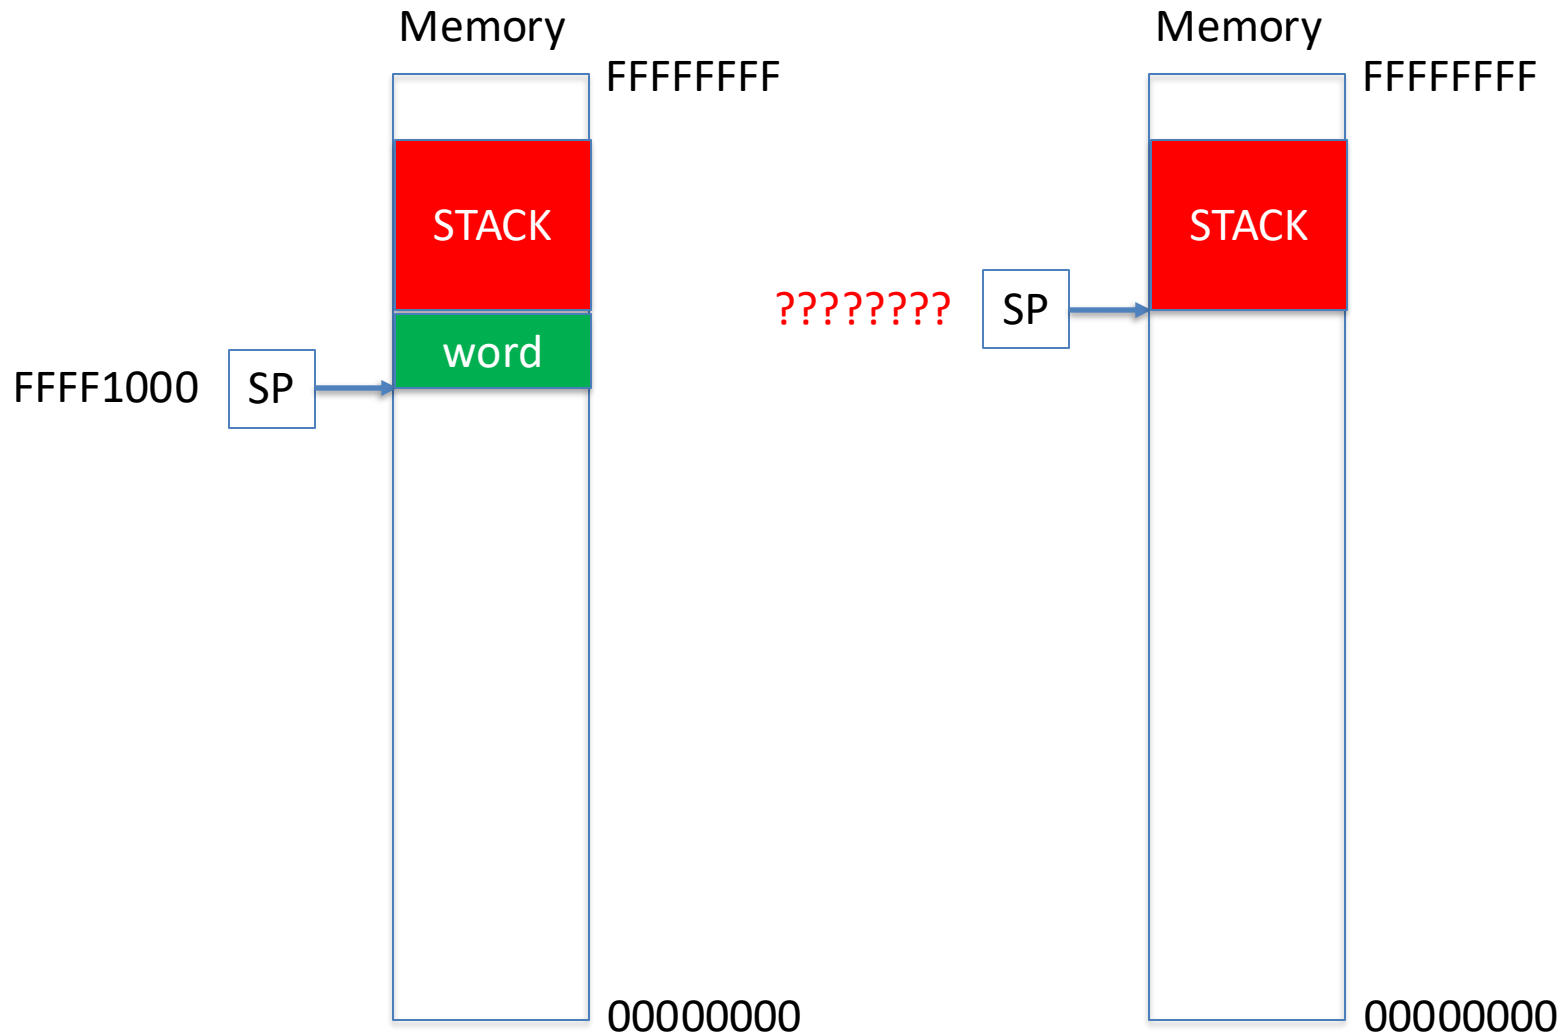 Memory
FFFFFFFF
STACK
word
FFFF1000
SP
00000000
Memory
FFFFFFFF
STACK
????????
SP
00000000